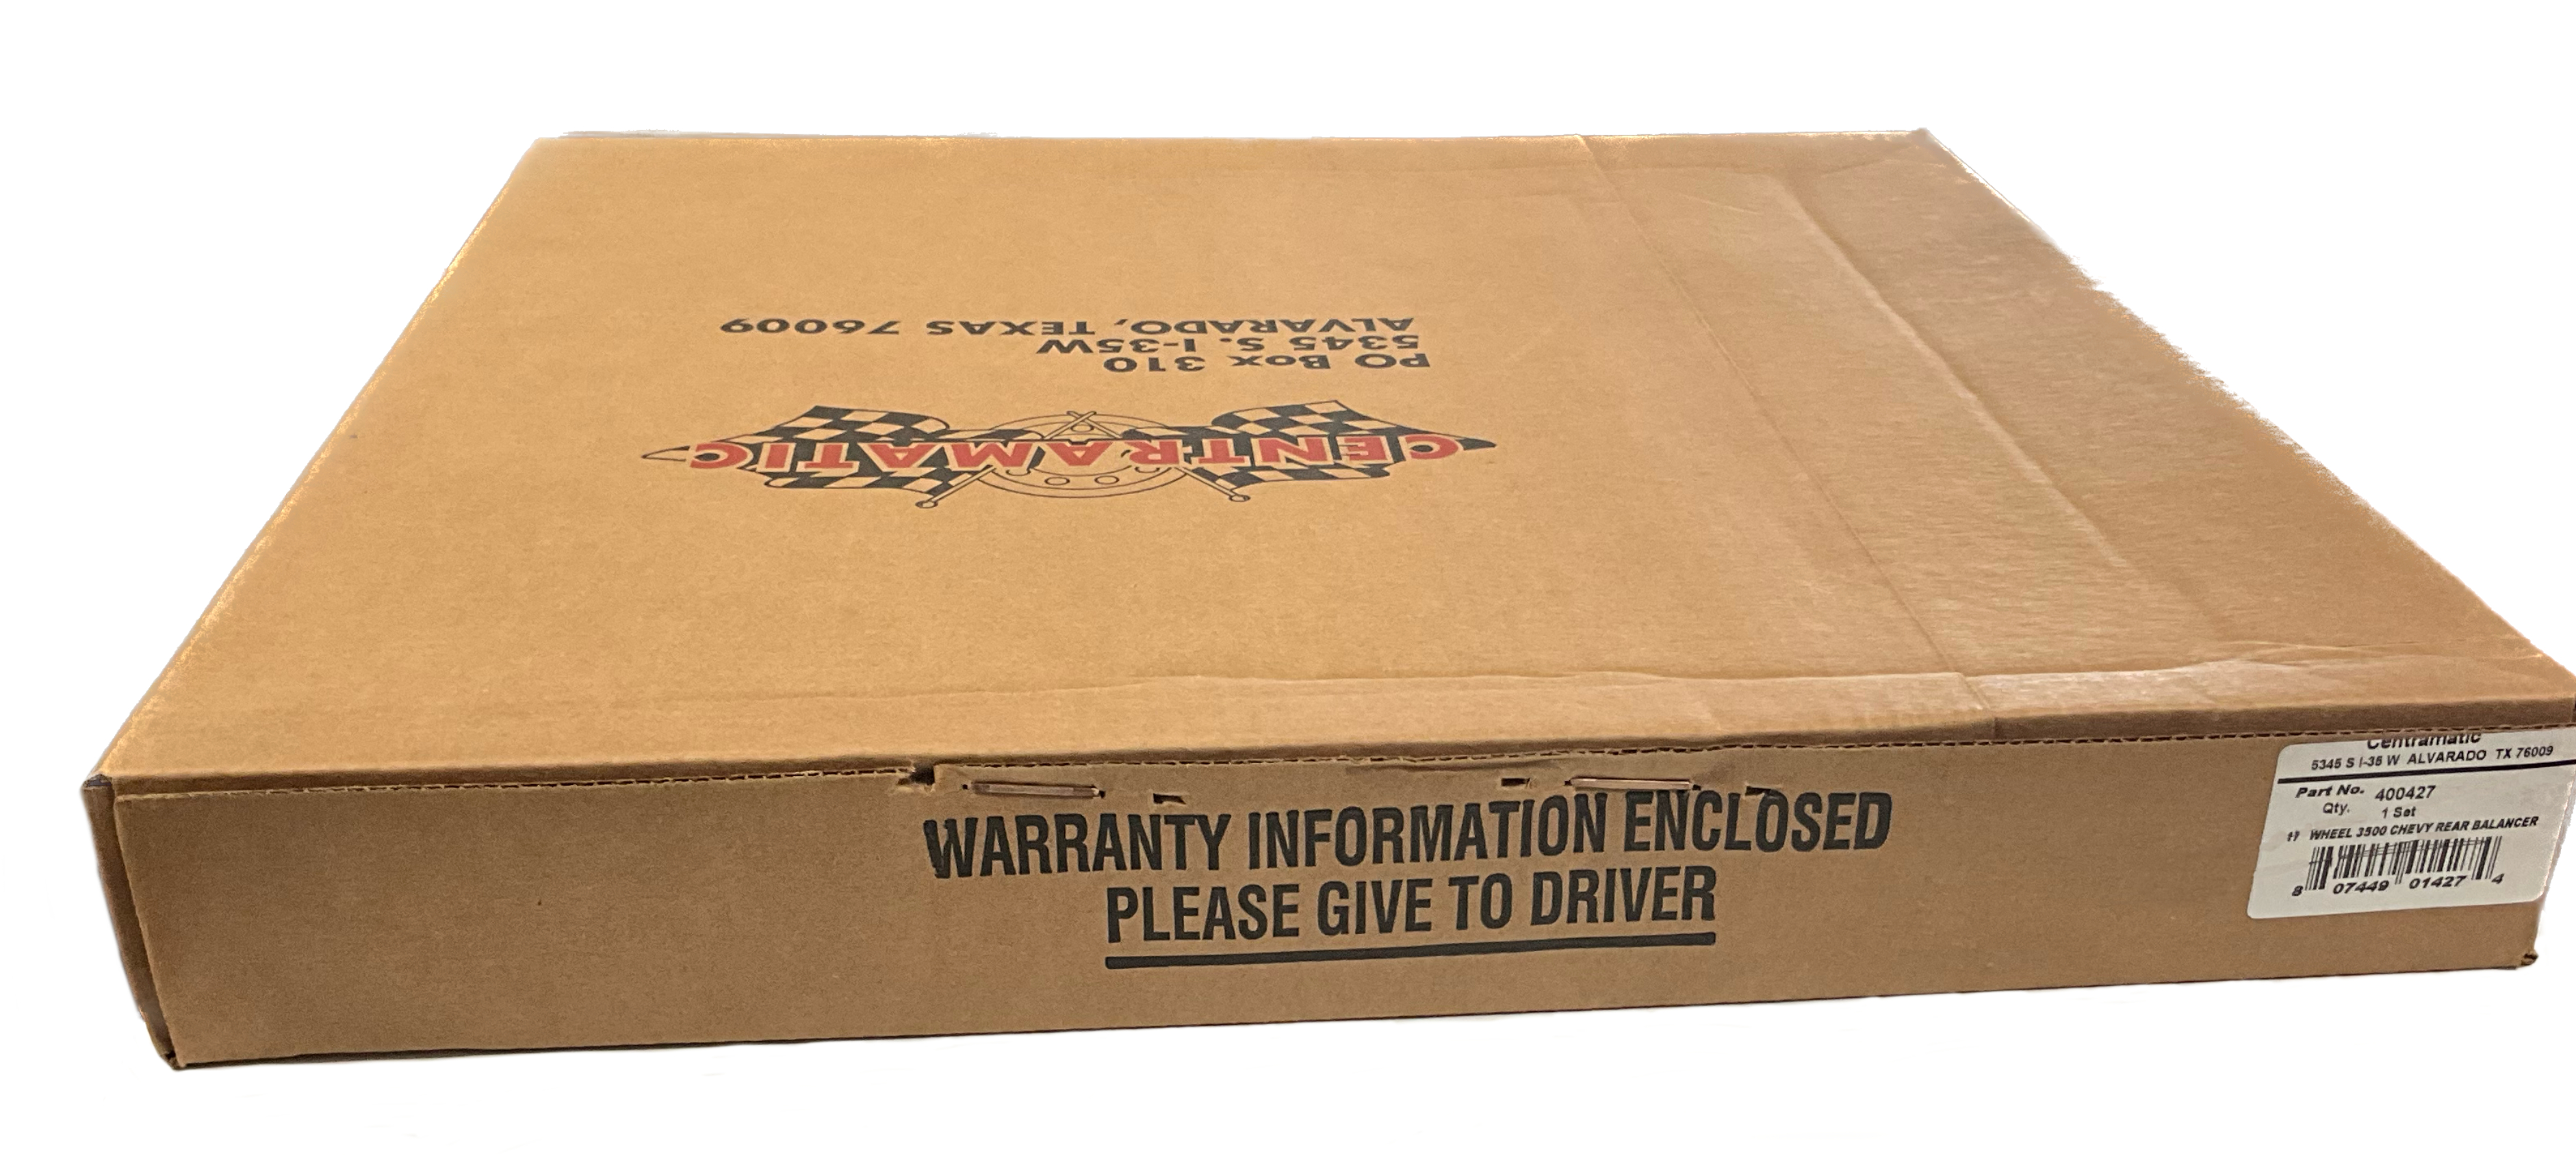 ALVARADO, TEXAS 76009
5345 S. I-35W
PO Box 310
CENTRAMATIC
WARRANTY INFORMATION ENCLOSED
PLEASE GIVE TO DRIVER
Centramatic
5345 S I-35 W ALVARADO TX 76009
Part No. 400427
Qty. 1 Set
17 WHEEL 3500 CHEVY REAR BALANCER
8 07449 01427 4